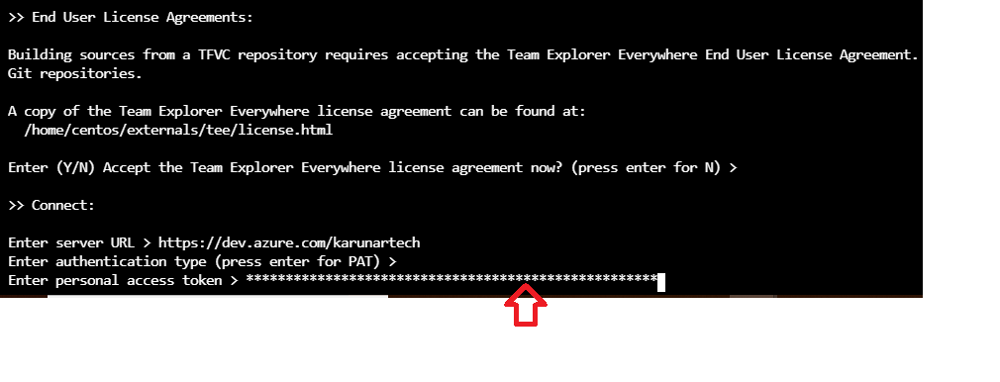 >> End User License Agreements:
Building sources from a TFVC repository requires accepting the Team Explorer Everywhere End User License Agreement.
Git repositories.
A copy of the Team Explorer Everywhere license agreement can be found at:
/home/centos/externals/tee/license.html
Enter (Y/N) Accept the Team Explorer Everywhere license agreement now? (press enter for N) >
>> Connect:
Enter server URL > https://dev.azure.com/karunartech
Enter authentication type (press enter for PAT) >
Enter personal access token > ****************************************************